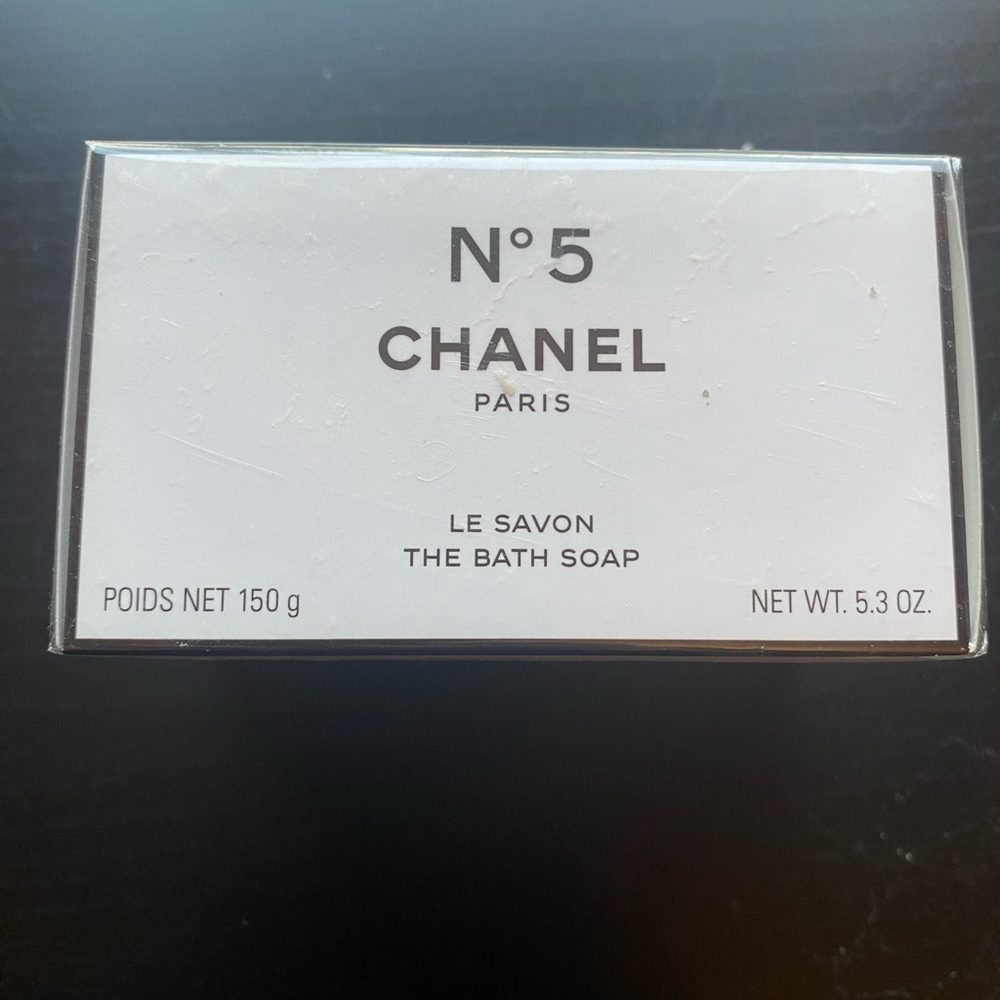 N° 5
CHANEL
PARIS
LE SAVON
THE BATH SOAP
POIDS NET 150 g
NET WT. 5.3 OZ.